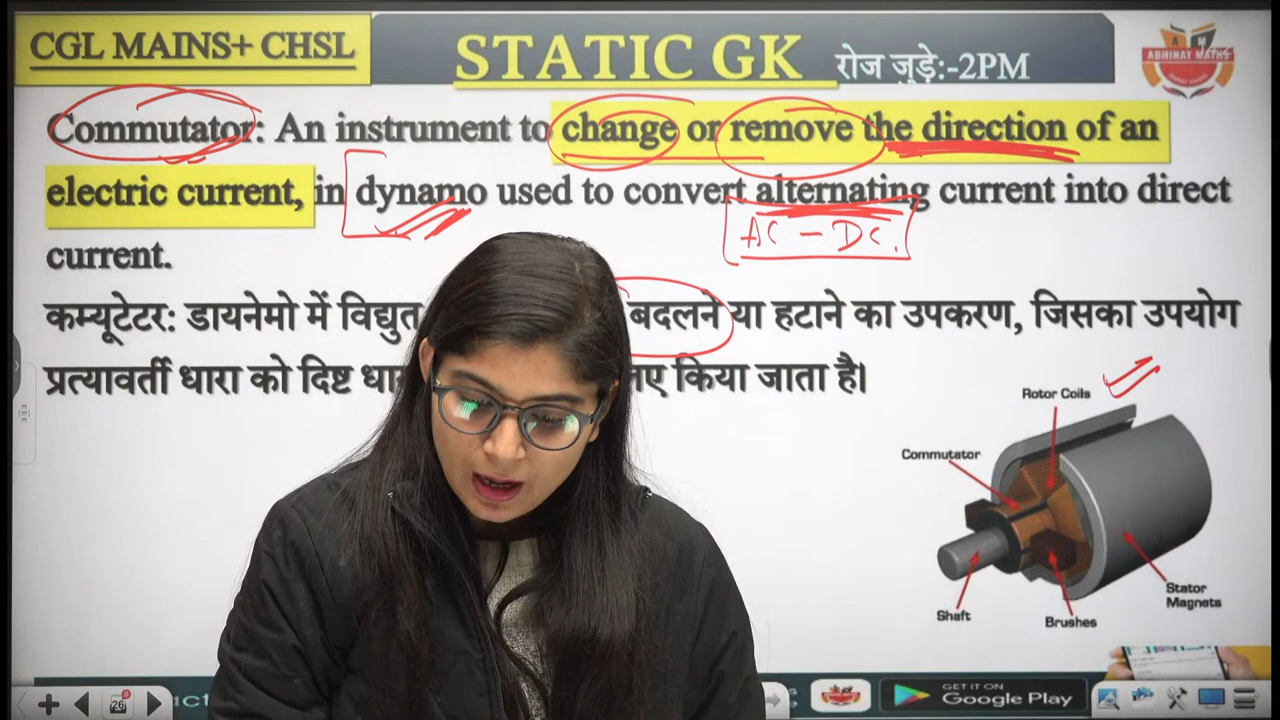 CGL MAINS+ CHSL
STATIC GK
रोज जुड़े:-2PM
ABHINAY MATHS
Commutator: An instrument to change or remove the direction of an
electric current, in dynamo used to convert alternating current into direct
AC - DC.
current.
कम्यूटेटर: डायनेमो में विद्युत बदलने या हटाने का उपकरण, जिसका उपयोग
प्रत्यावर्ती धारा को दिष्ट किया जाता है।
Rotor Coils
Commutator
Shaft
Brushes
Stator
Magnets
GET IT ON
Google Play
26